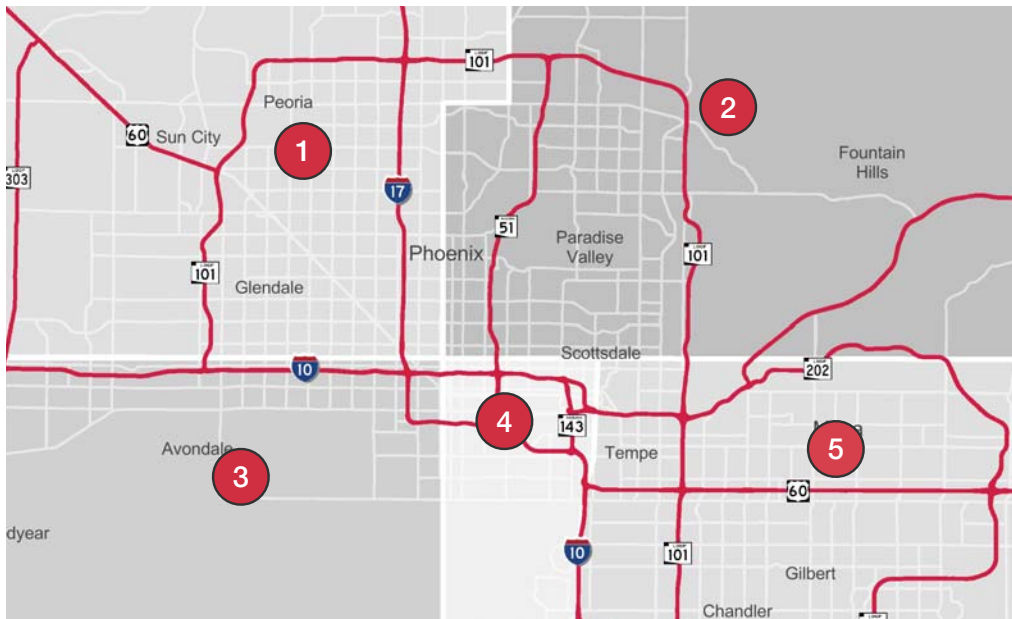 101
Peoria
2
60
Sun City
1
Fountain
Hills
303
17
51
Paradise
Valley
Phoenix
101
101
Glendale
Scottsdale
10
202
4
143
Avondale
Tempe
5
3
60
dyear
10
101
Gilbert
Chandler